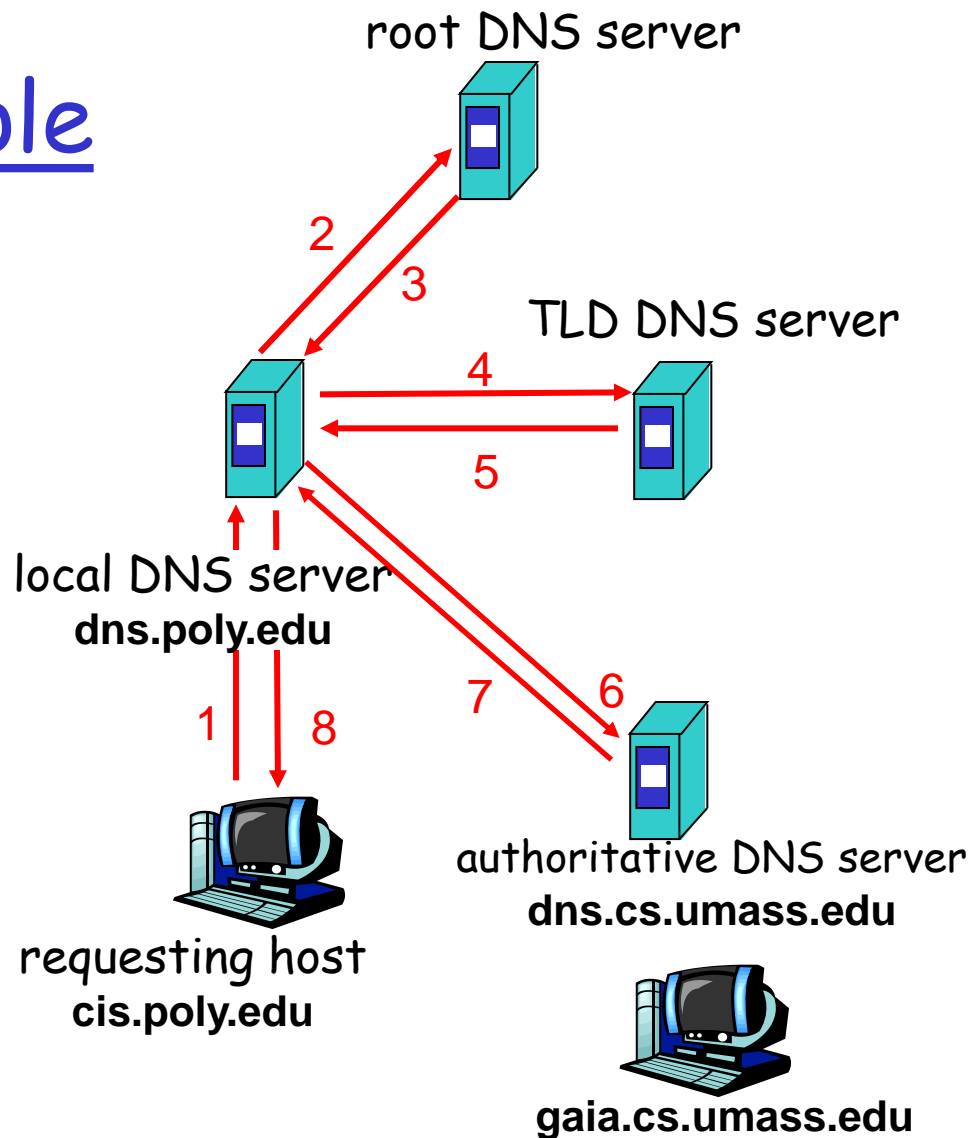 root DNS server
ple
2
3
TLD DNS server
4
5
local DNS server
dns.poly.edu
7
6
1
8
authoritative DNS server
dns.cs.umass.edu
requesting host
cis.poly.edu
gaia.cs.umass.edu